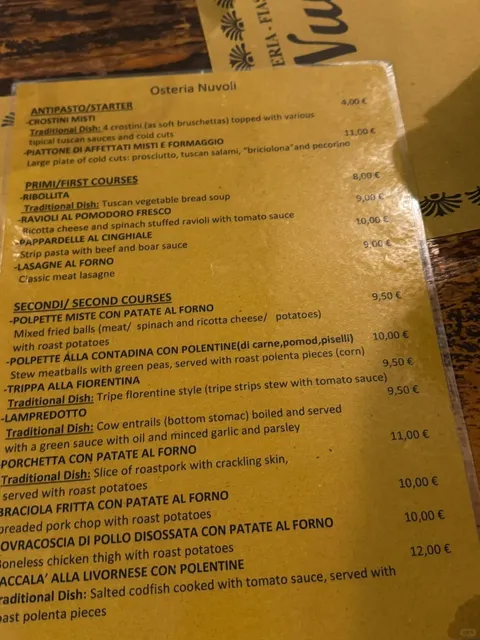 ERIA - FIAS
Nuv
Osteria Nuvoli
ANTIPASTO/STARTER
-CROSTINI MISTI 4,00 €
Traditional Dish: 4 crostini (as soft bruschettas) topped with various
tipical tuscan sauces and cold cuts
-PIATTONE DI AFFETTATI MISTI E FORMAGGIO 11,00 €
Large plate of cold cuts: prosciutto, tuscan salami, "briciolona"and pecorino
PRIMI/FIRST COURSES
-RIBOLLITA 8,00 €
Traditional Dish: Tuscan vegetable bread soup
-RAVIOLI AL POMODORO FRESCO 9,00 €
Ricotta cheese and spinach stuffed ravioli with tomato sauce
-PAPPARDELLE AL CINGHIALE 10,00 €
Strip pasta with beef and boar sauce
-LASAGNE AL FORNO 9,00 €
Classic meat lasagne
SECONDI/ SECOND COURSES
-POLPETTE MISTE CON PATATE AL FORNO 9,50 €
Mixed fried balls (meat/ spinach and ricotta cheese/ potatoes)
with roast potatoes
-POLPETTE ALLA CONTADINA CON POLENTINE(di carne,pomod,piselli) 10,00 €
Stew meatballs with green peas, served with roast polenta pieces (corn)
-TRIPPA ALLA FIORENTINA 9,50 €
Traditional Dish: Tripe florentine style (tripe strips stew with tomato sauce)
-LAMPREDOTTO 9,50 €
Traditional Dish: Cow entrails (bottom stomac) boiled and served
with a green sauce with oil and minced garlic and parsley
-PORCHETTA CON PATATE AL FORNO 11,00 €
Traditional Dish: Slice of roastpork with crackling skin,
served with roast potatoes
BRACIOLA FRITTA CON PATATE AL FORNO 10,00 €
breaded pork chop with roast potatoes
OVRACOSCIA DI POLLO DISOSSATA CON PATATE AL FORNO 10,00 €
Boneless chicken thigh with roast potatoes
ACCALA' ALLA LIVORNESE CON POLENTINE 12,00 €
raditional Dish: Salted codfish cooked with tomato sauce, served with
oast polenta pieces